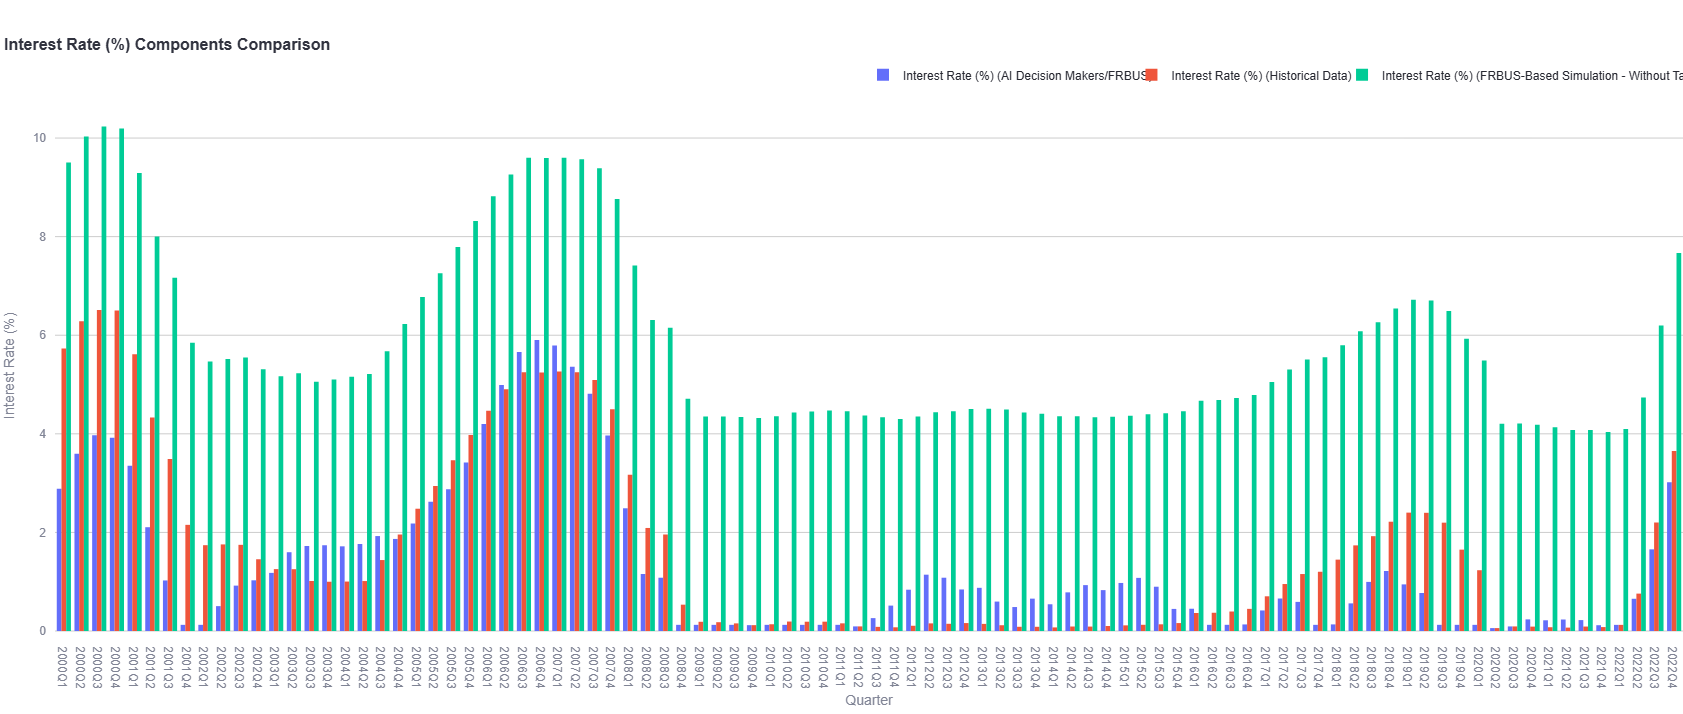 Interest Rate (%) Components Comparison
Interest Rate (%) (AI Decision Makers/FRBUS
Interest Rate (%) (Historical Data)
Interest Rate (%) (FRBUS-Based Simulation - Without Ta
10
8
6
4
2
0
Interest Rate (%)
2000Q1
2000Q2
2000Q3
2000Q4
2001Q1
2001Q2
2001Q3
2001Q4
2002Q1
2002Q2
2002Q3
2002Q4
2003Q1
2003Q2
2003Q3
2003Q4
2004Q1
2004Q2
2004Q3
2004Q4
2005Q1
2005Q2
2005Q3
2005Q4
2006Q1
2006Q2
2006Q3
2006Q4
2007Q1
2007Q2
2007Q3
2007Q4
2008Q1
2008Q2
2008Q3
2008Q4
2009Q1
2009Q2
2009Q3
2009Q4
2010Q1
2010Q2
2010Q3
2010Q4
2011Q1
2011Q2
2011Q3
2011Q4
2012Q1
2012Q2
2012Q3
2012Q4
2013Q1
2013Q2
2013Q3
2013Q4
2014Q1
2014Q2
2014Q3
2014Q4
2015Q1
2015Q2
2015Q3
2015Q4
2016Q1
2016Q2
2016Q3
2016Q4
2017Q1
2017Q2
2017Q3
2017Q4
2018Q1
2018Q2
2018Q3
2018Q4
2019Q1
2019Q2
2019Q3
2019Q4
2020Q1
2020Q2
2020Q3
2020Q4
2021Q1
2021Q2
2021Q3
2021Q4
2022Q1
2022Q2
2022Q3
2022Q4
Quarter